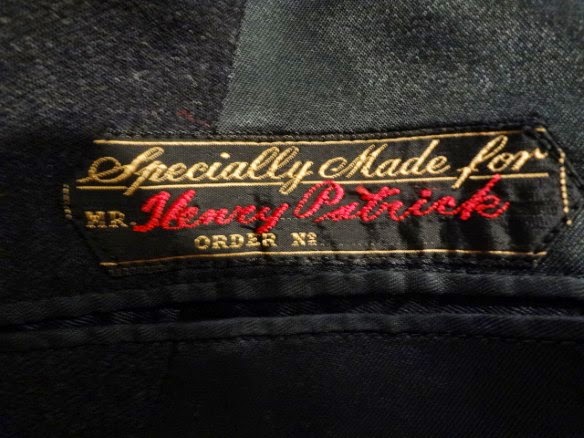 Specially Made for
MR Henry Patrick
ORDER Nº